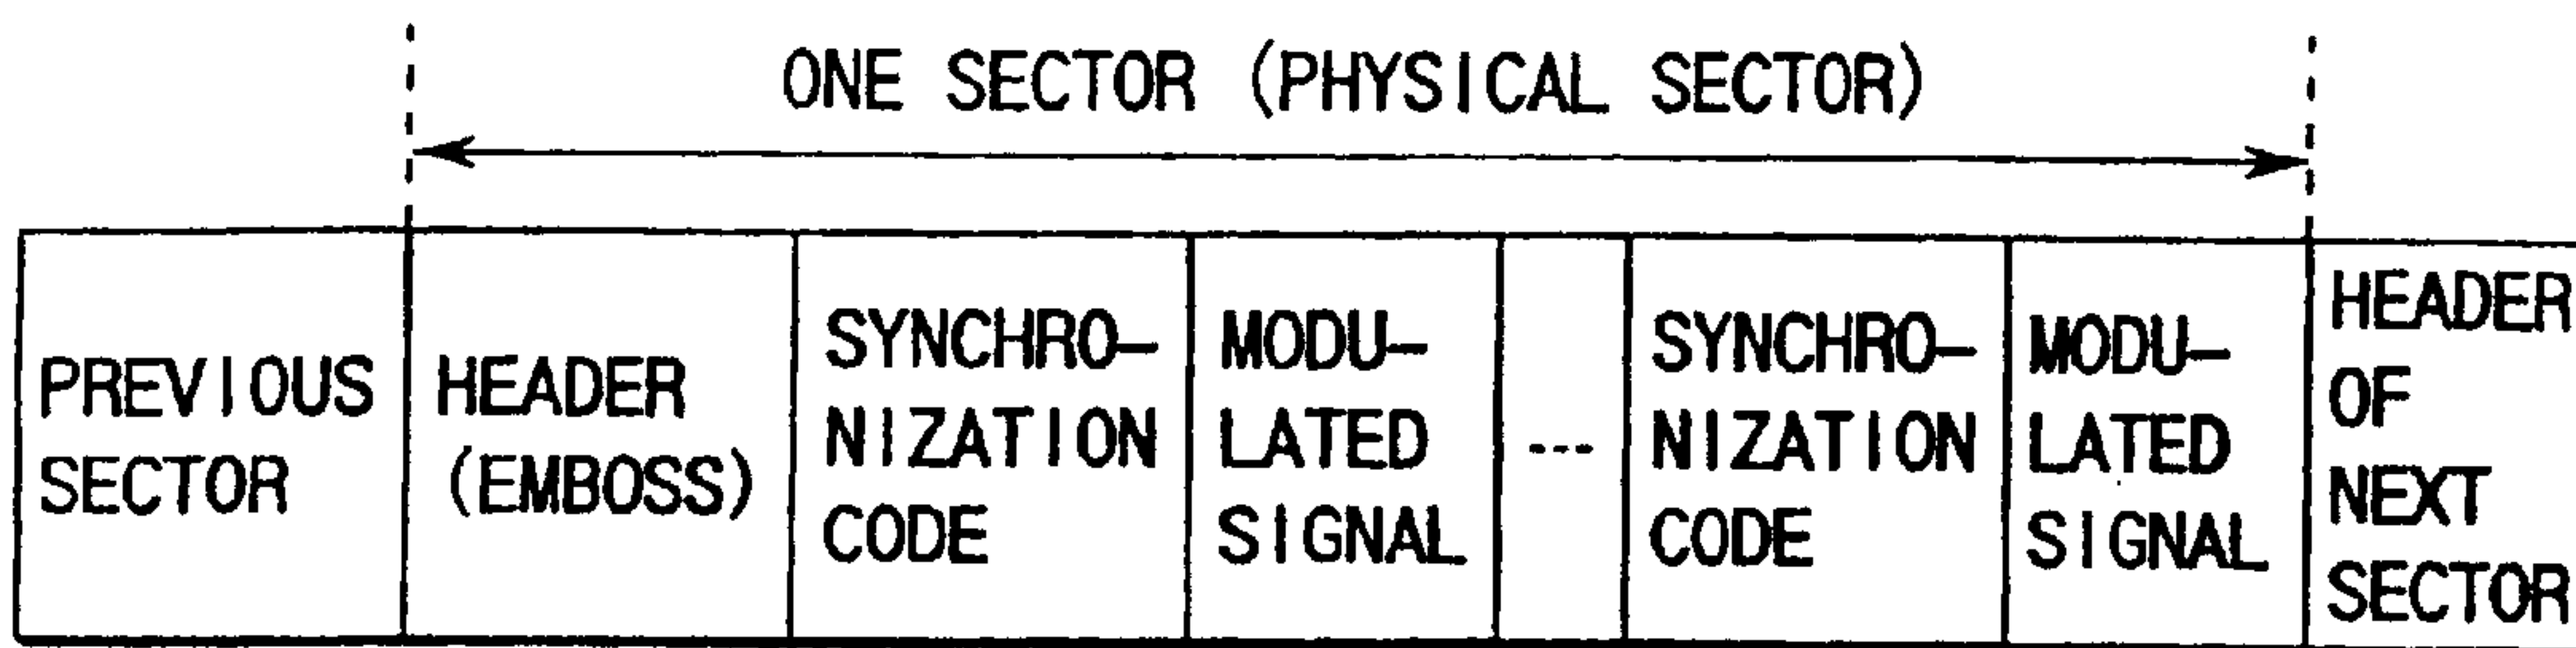 ONE SECTOR (PHYSICAL SECTOR)
PREVIOUS
SECTOR
HEADER
(EMBOSS)
SYNCHRO–
NIZATION
CODE
MODU–
LATED
SIGNAL
---
SYNCHRO–
NIZATION
CODE
MODU–
LATED
SIGNAL
HEADER
OF
NEXT
SECTOR